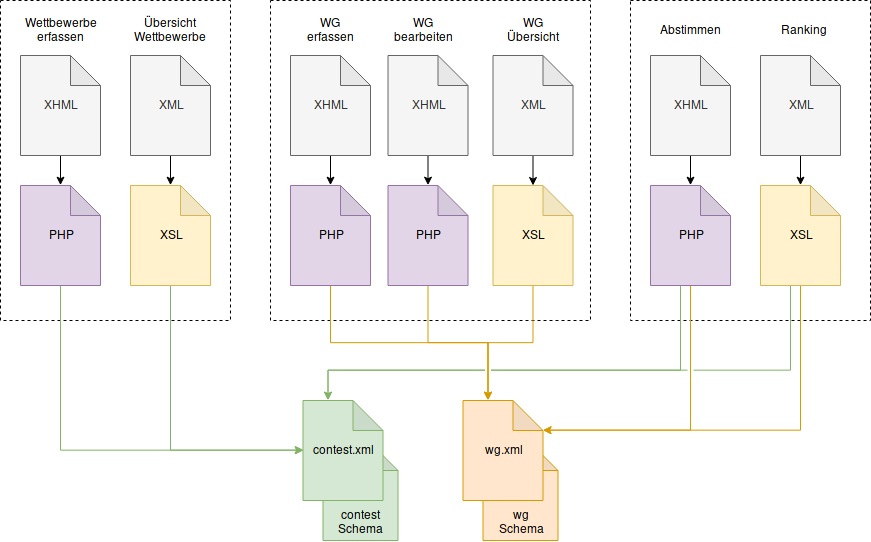 Wettbewerbe
erfassen
Übersicht
Wettbewerbe
WG
erfassen
WG
bearbeiten
WG
Übersicht
Abstimmen
Ranking
XHML
XML
XHML
XHML
XML
XHML
XML
PHP
XSL
PHP
PHP
XSL
PHP
XSL
contest.xml
wg.xml
contest
Schema
wg
Schema